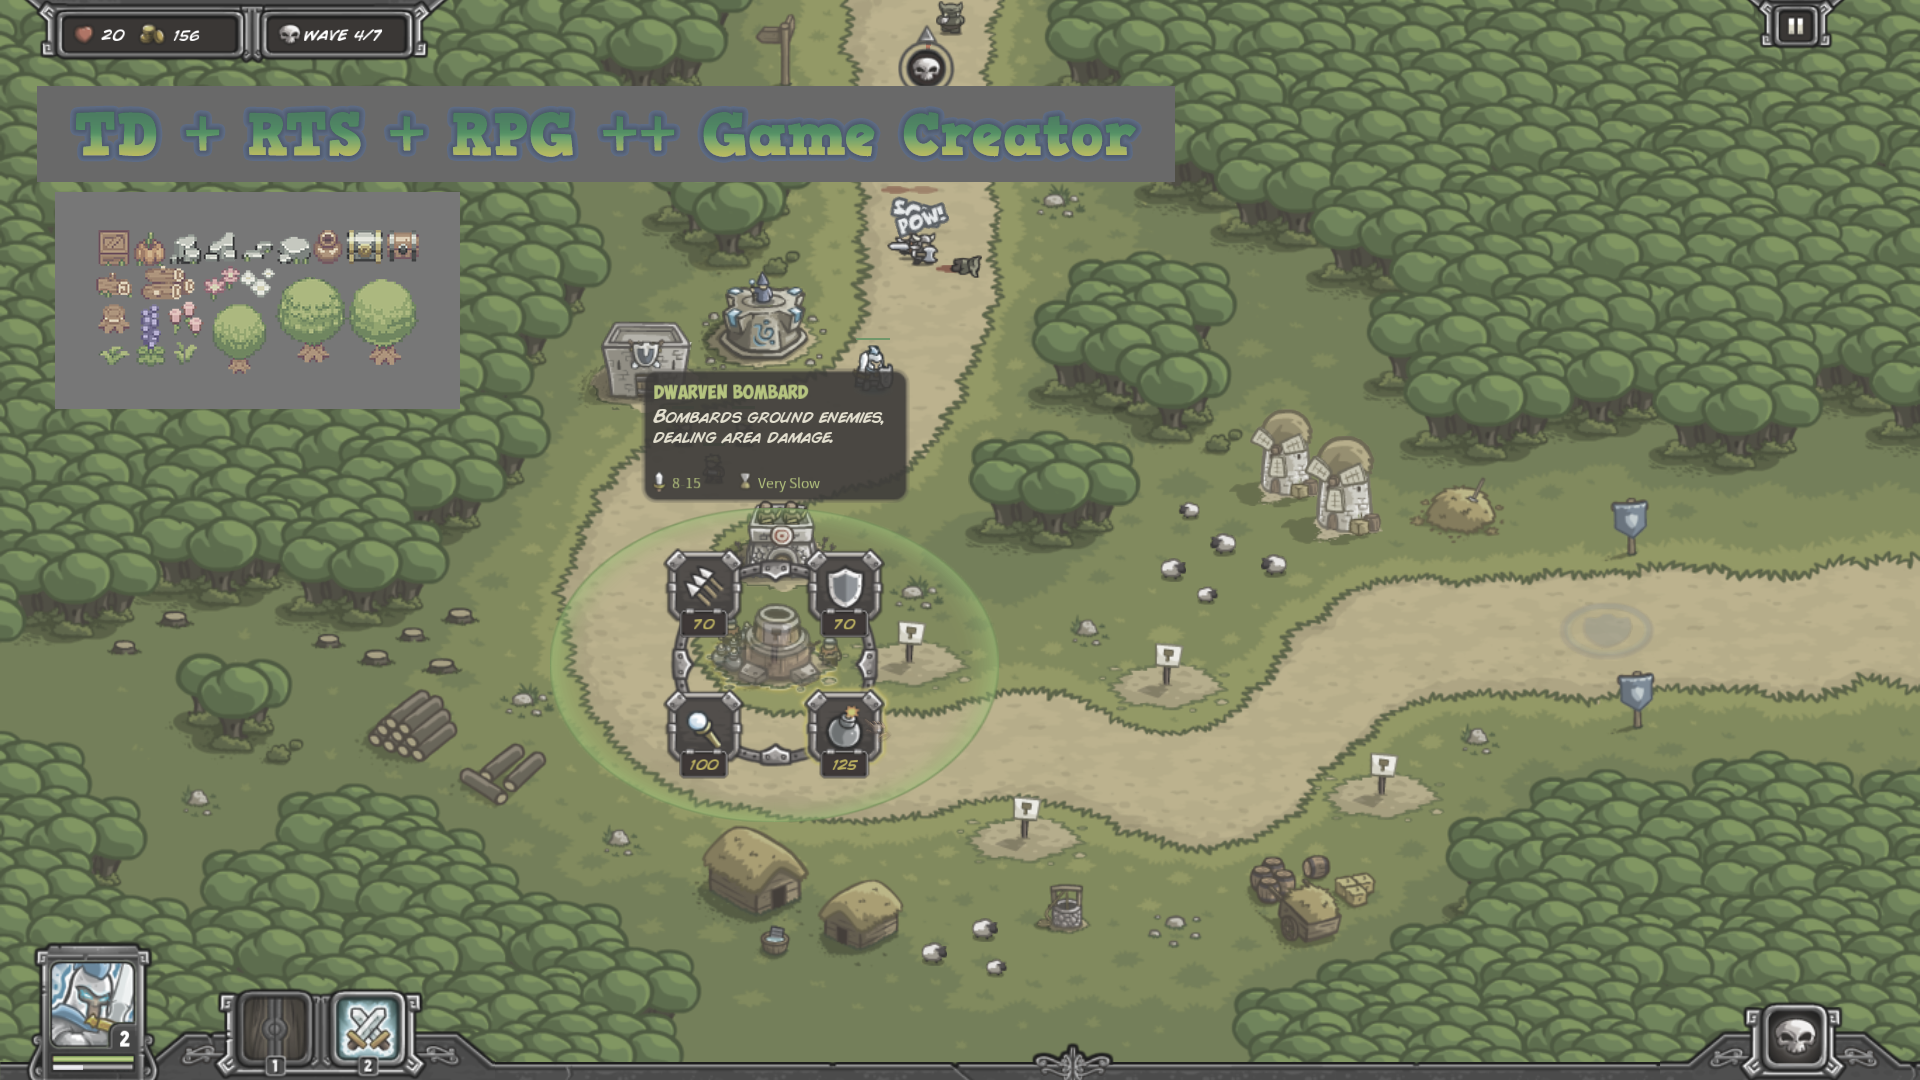 20 156 WAVE 4/7
TD + RTS + RPG ++ Game Creator
POW!
DWARVEN BOMBARD
BOMBARDS GROUND ENEMIES,
DEALING AREA DAMAGE.
8-15 Very Slow
70 70
100 125
2
1 2